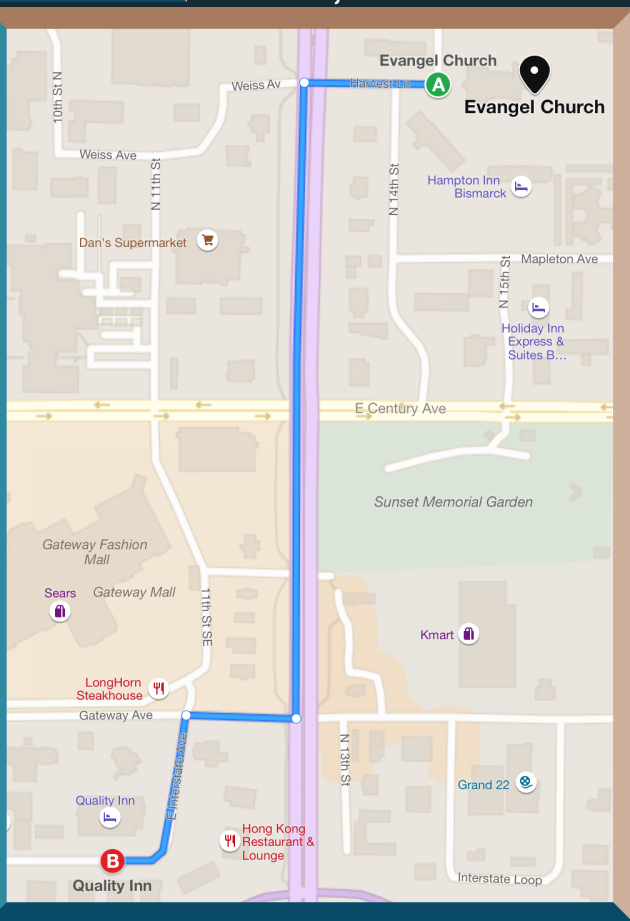 Evangel Church
A
Evangel Church
10th St N
Weiss Av
Harvest Ln
Weiss Ave
N 11th St
N 14th St
Hampton Inn
Bismarck
Dan's Supermarket
Mapleton Ave
N 15th St
Holiday Inn
Express &
Suites B...
E Century Ave
Sunset Memorial Garden
Gateway Fashion
Mall
Sears
Gateway Mall
11th St SE
Kmart
LongHorn
Steakhouse
Gateway Ave
E Interstate Ave
N 13th St
Quality Inn
Grand 22
Hong Kong
Restaurant &
Lounge
B
Quality Inn
Interstate Loop